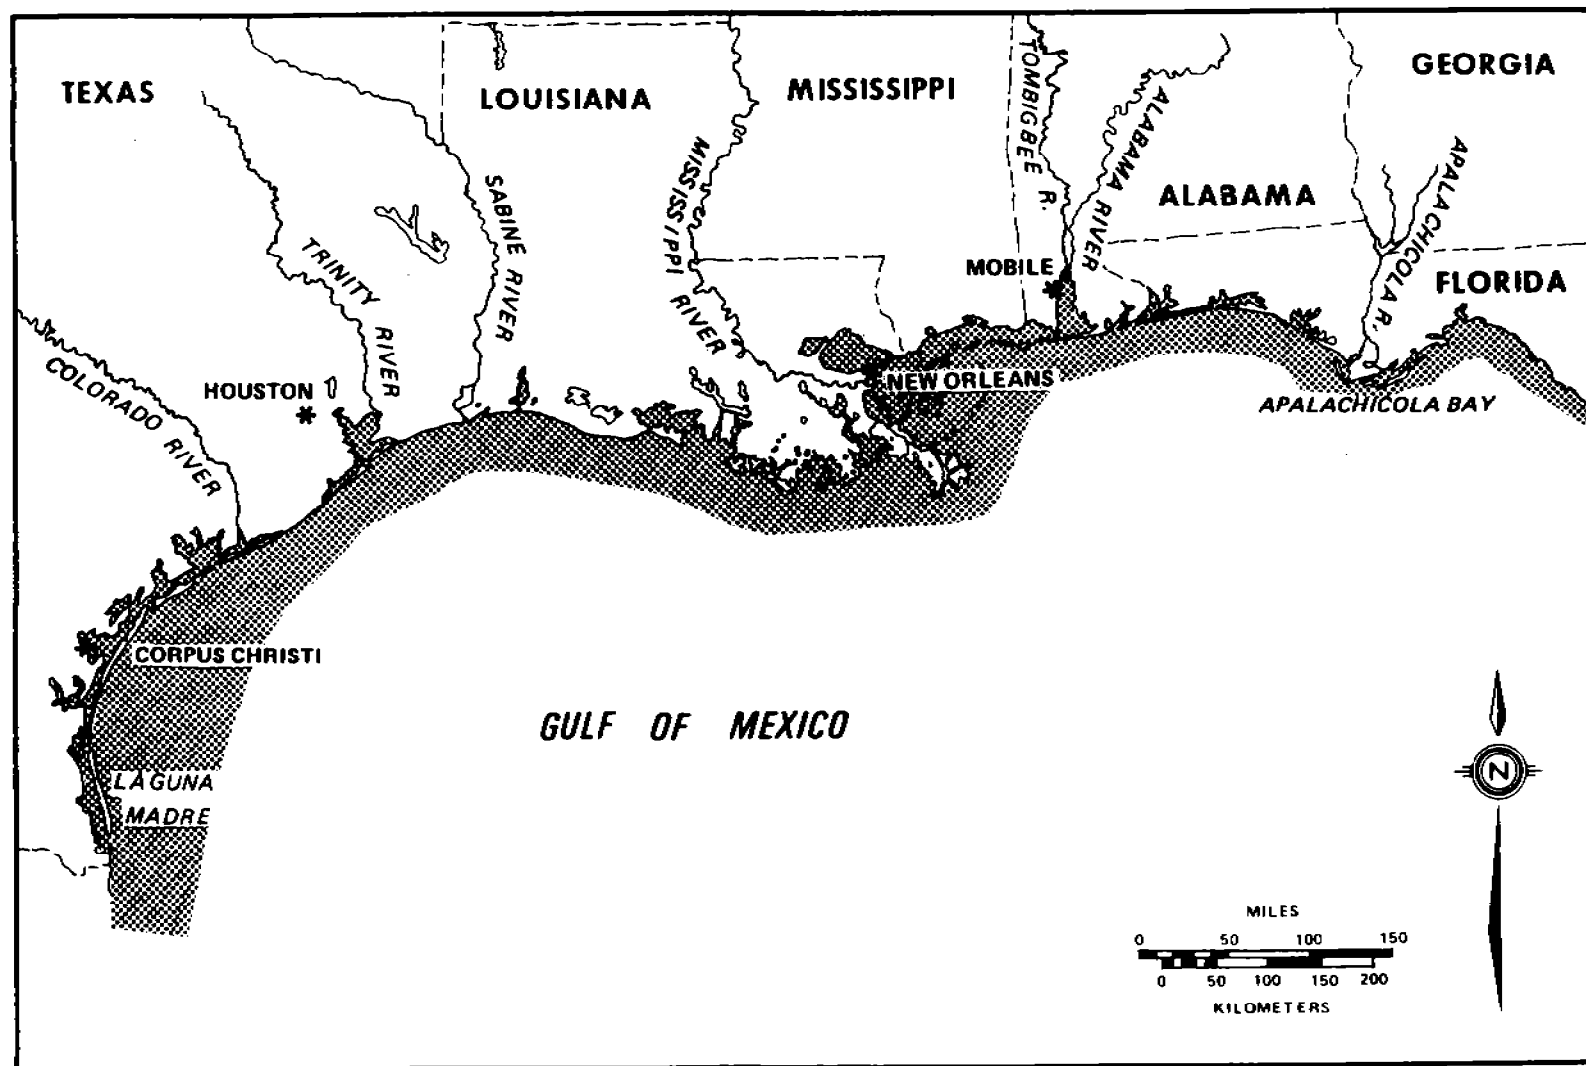 TEXAS
LOUISIANA
MISSISSIPPI
GEORGIA
ALABAMA
FLORIDA
TOMBIGBEE R.
ALABAMA RIVER
APALACHICOLA R.
MISSISSIPPI RIVER
SABINE RIVER
TRINITY RIVER
COLORADO RIVER
MOBILE
HOUSTON
NEW ORLEANS
APALACHICOLA BAY
CORPUS CHRISTI
LAGUNA
MADRE
GULF OF MEXICO
N
MILES
0 50 100 150
0 50 100 150 200
KILOMETERS